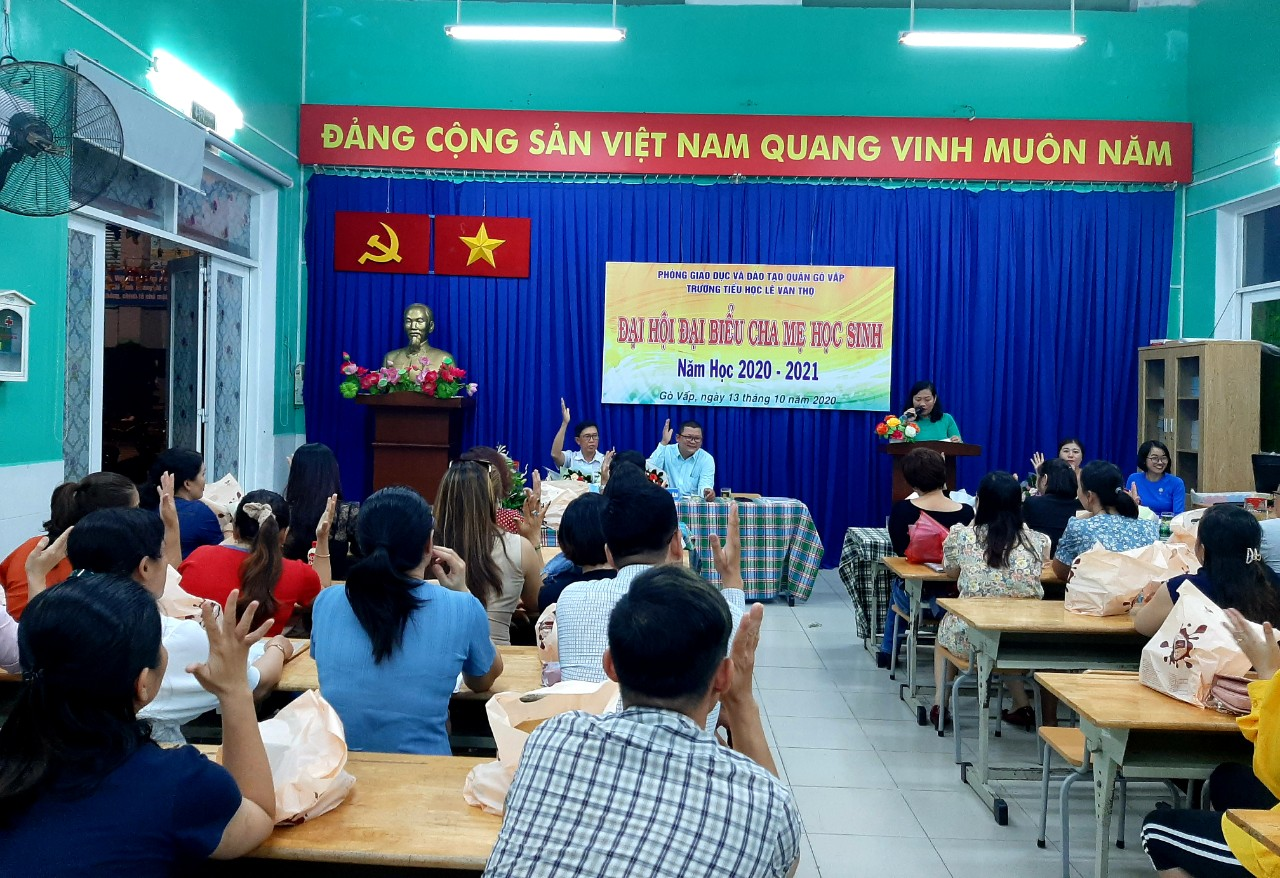 ĐẢNG CỘNG SẢN VIỆT NAM QUANG VINH MUÔN NĂM
PHÒNG GIÁO DỤC VÀ ĐÀO TẠO QUẬN GÒ VẤP
TRƯỜNG TIỂU HỌC LÊ VĂN THỌ
ĐẠI HỘI ĐẠI BIỂU CHA MẸ HỌC SINH
Năm Học 2020 - 2021
Gò Vấp, ngày 13 tháng 10 năm 2020